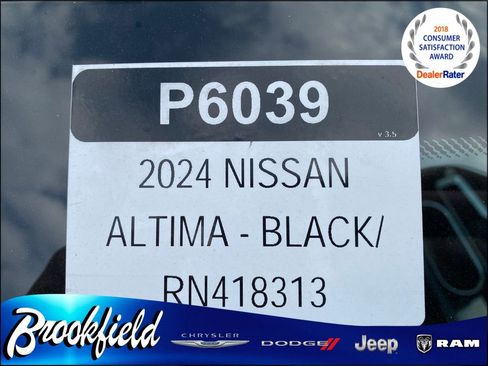 2018
CONSUMER
SATISFACTION
AWARD
DealerRater
P6039
v 3.5
2024 NISSAN
ALTIMA - BLACK/
RN418313
Brookfield
CHRYSLER
DODGE
Jeep
RAM